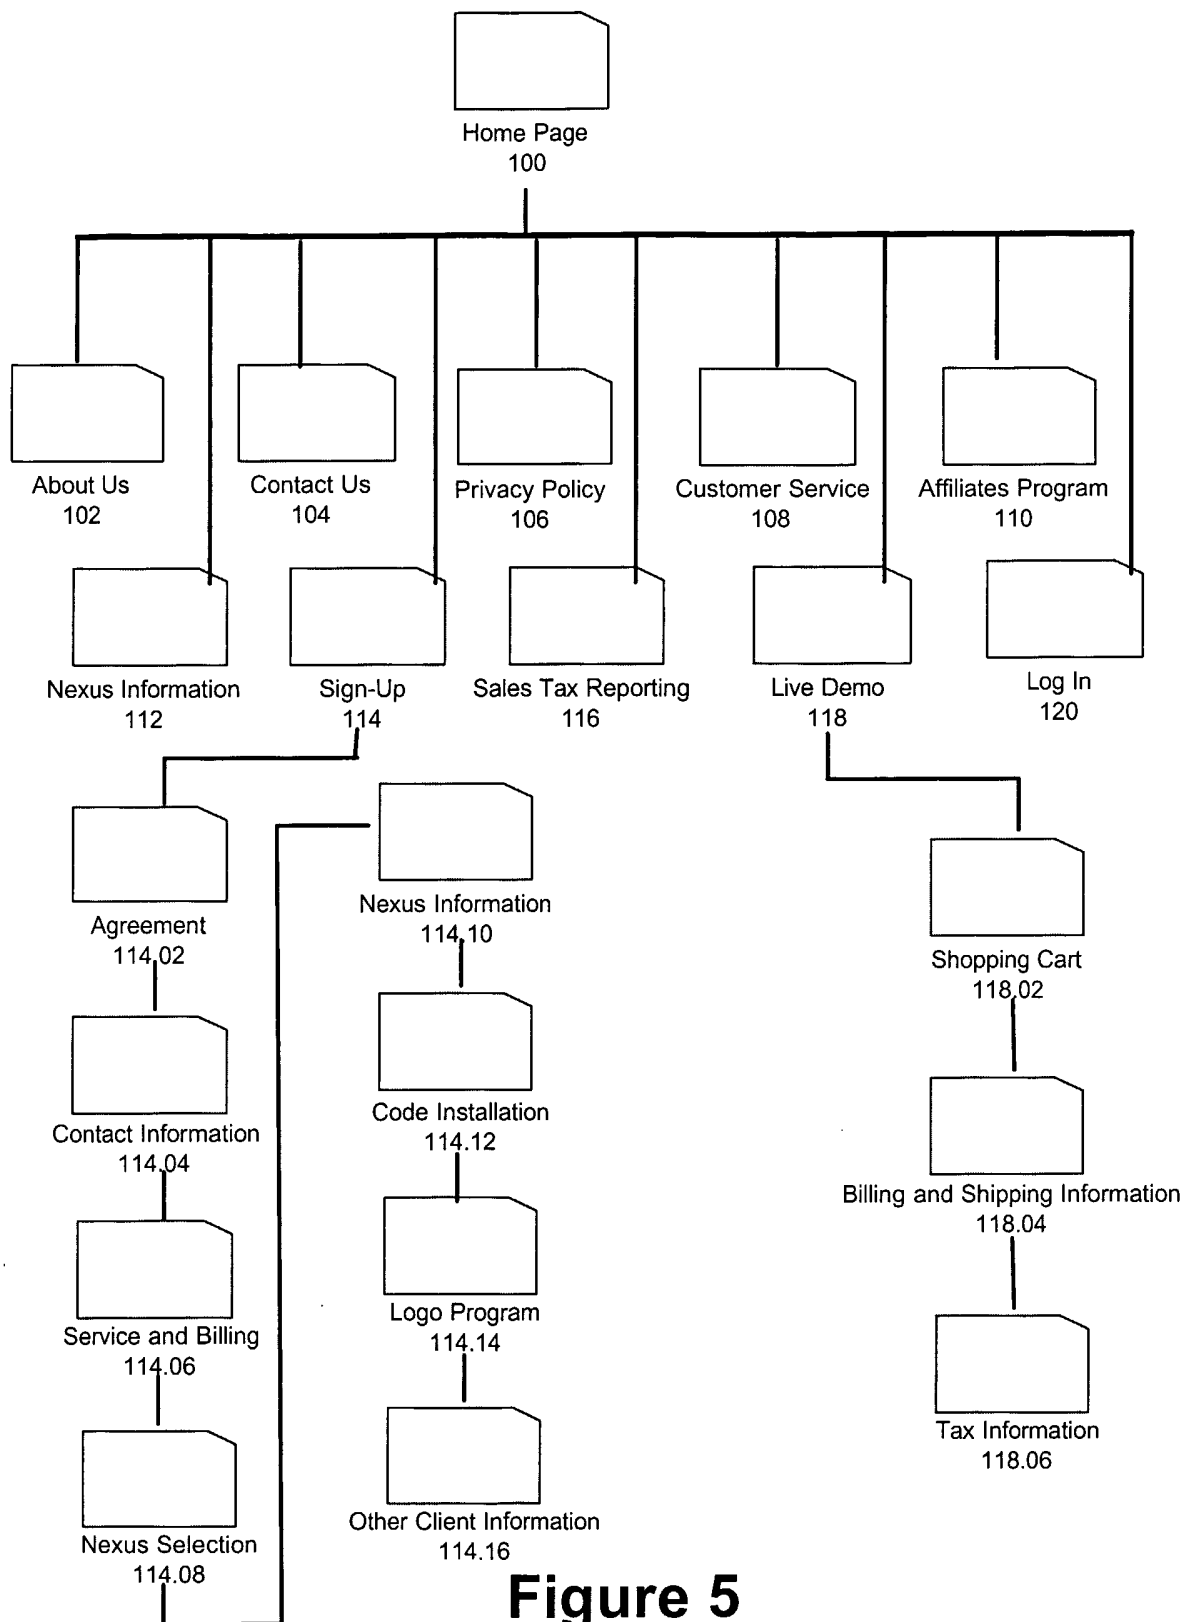 Home Page
100
About Us
102
Contact Us
104
Privacy Policy
106
Customer Service
108
Affiliates Program
110
Nexus Information
112
Sign-Up
114
Sales Tax Reporting
116
Live Demo
118
Log In
120
Agreement
114.02
Contact Information
114.04
Service and Billing
114.06
Nexus Selection
114.08
Nexus Information
114.10
Code Installation
114.12
Logo Program
114.14
Other Client Information
114.16
Shopping Cart
118.02
Billing and Shipping Information
118.04
Tax Information
118.06
Figure 5